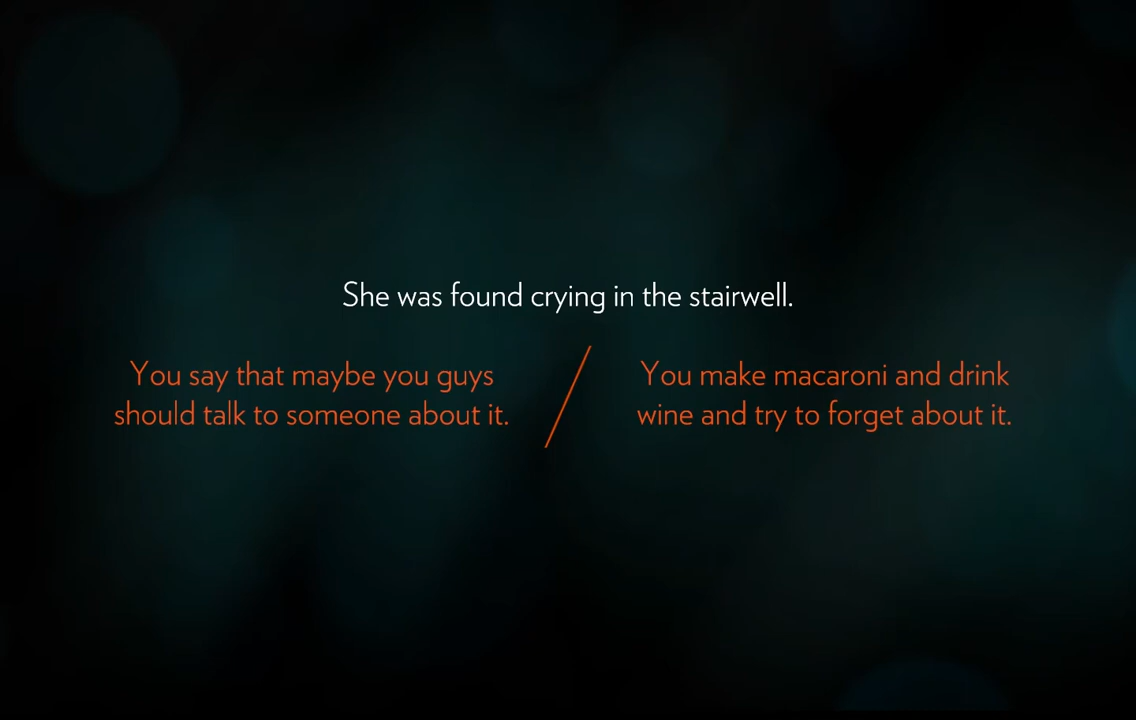 She was found crying in the stairwell.
You say that maybe you guys
should talk to someone about it.
You make macaroni and drink
wine and try to forget about it.